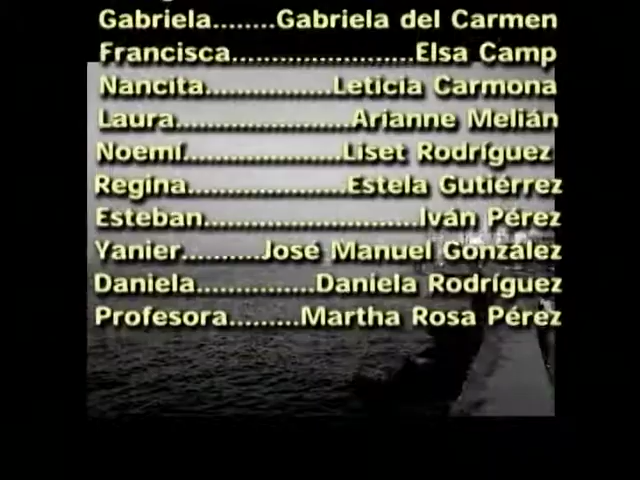 Gabriela........Gabriela del Carmen
Francisca.......................Elsa Camp
Nancita................Leticia Carmona
Laura......................Arianne Melián
Noemí....................Liset Rodríguez
Regina....................Estela Gutiérrez
Esteban...........................Iván Pérez
Yanier..........José Manuel González
Daniela...............Daniela Rodríguez
Profesora.........Martha Rosa Pérez